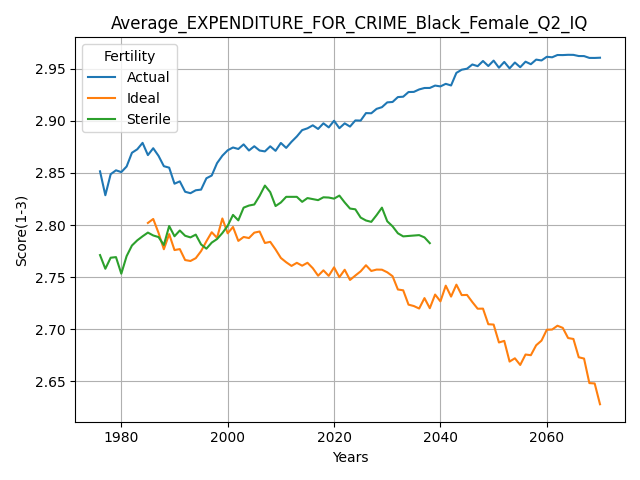 Average_EXPENDITURE_FOR_CRIME_Black_Female_Q2_IQ
Fertility
Actual
Ideal
Sterile
Score(1-3)
2.95
2.90
2.85
2.80
2.75
2.70
2.65
1980
2000
2020
2040
2060
Years